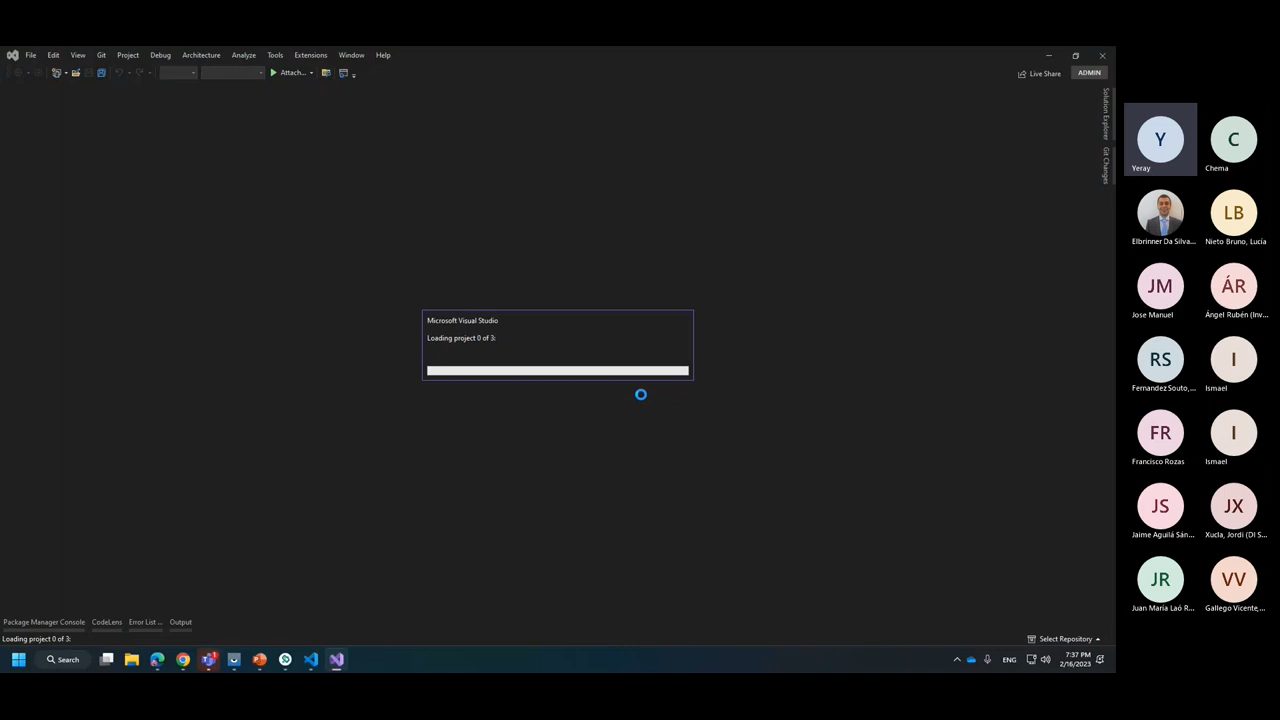 File Edit View Git Project Debug Architecture Analyze Tools Extensions Window Help
Attach...
Live Share
ADMIN
Solution Explorer
Git Changes
Microsoft Visual Studio
Loading project 0 of 3:
Package Manager Console CodeLens Error List ... Output
Loading project 0 of 3:
Select Repository
Search
ENG
7:37 PM
2/16/2023
Y
Yeray
C
Chema
Elbrinner Da Silva...
LB
Nieto Bruno, Lucía
JM
Jose Manuel
ÁR
Ángel Rubén (Inv...
RS
Fernandez Souto,...
I
Ismael
FR
Francisco Rozas
I
Ismael
JS
Jaime Aguilá Sán...
JX
Xucla, Jordi (DI S...
JR
Juan María Laó R...
VV
Gallego Vicente,...